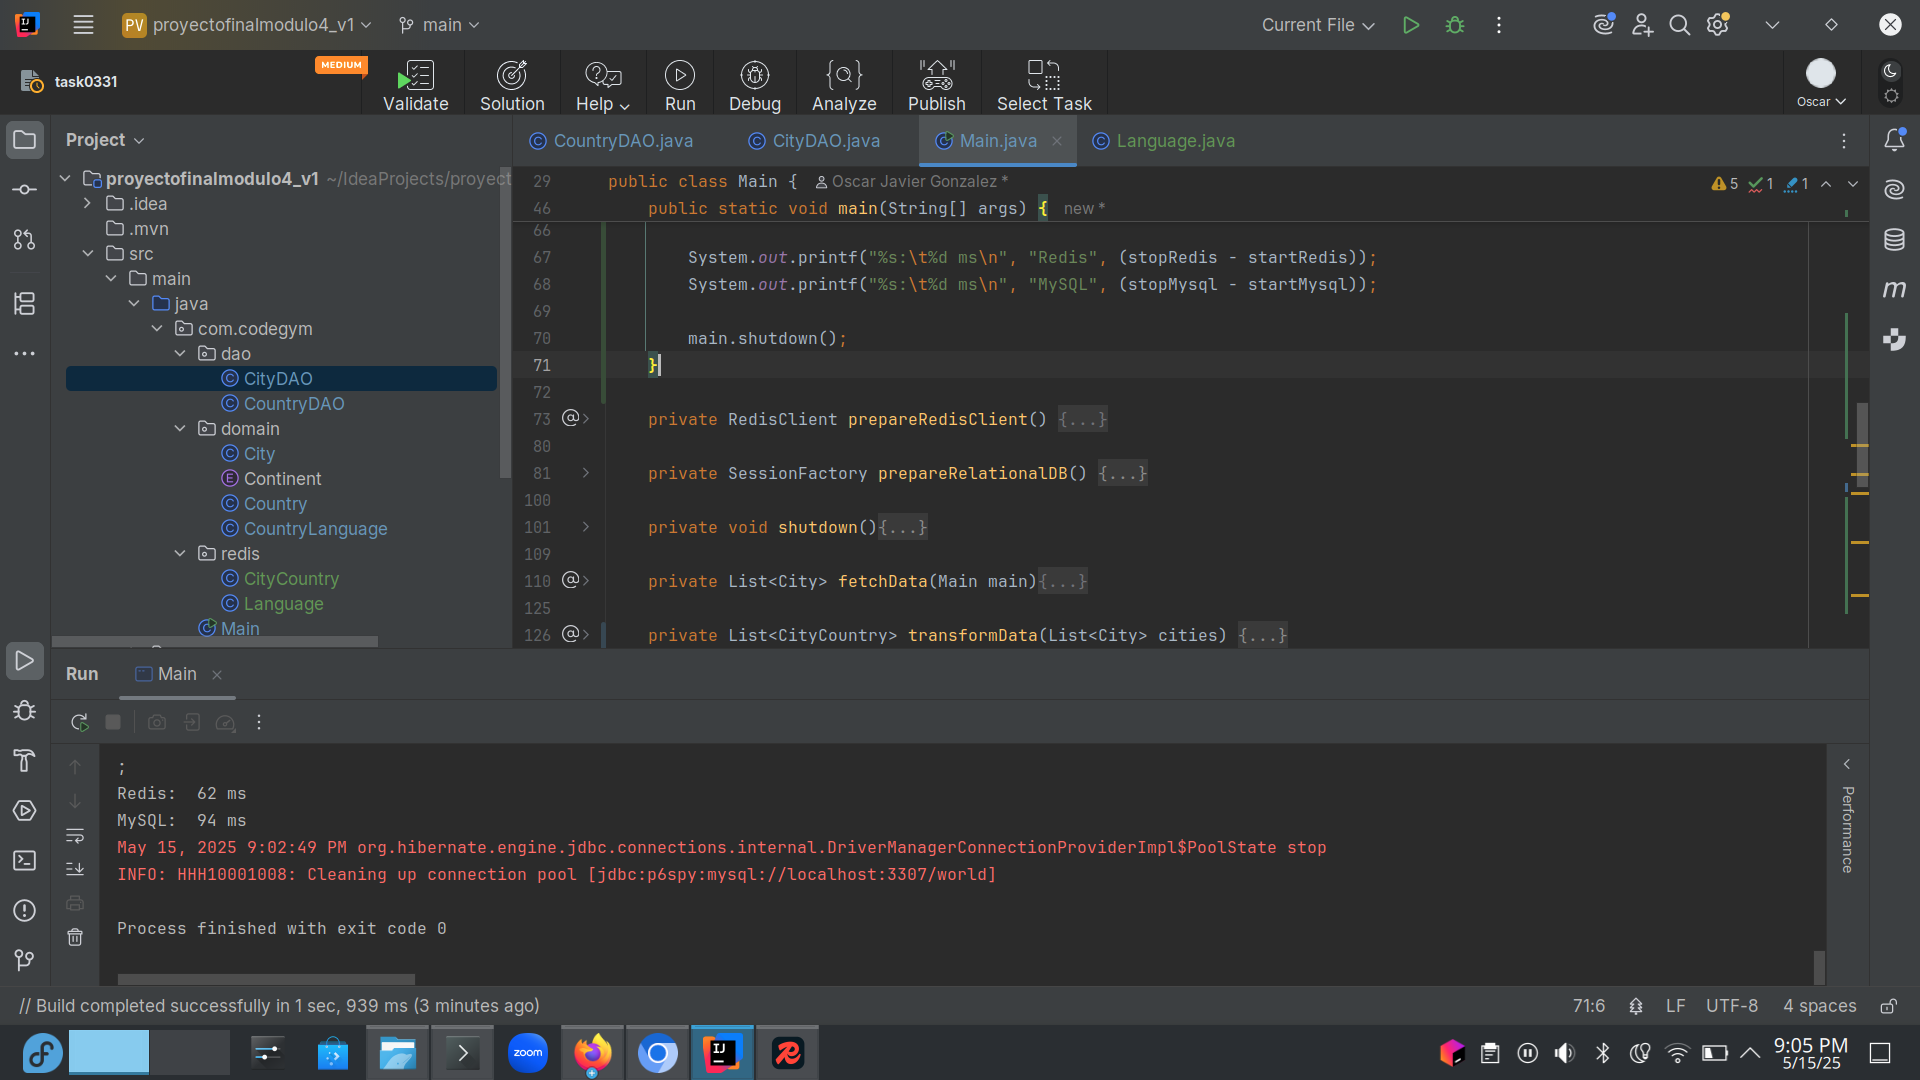 PV proyectofinalmodulo4_v1 main Current File
task0331 MEDIUM Validate Solution Help Run Debug Analyze Publish Select Task Oscar
Project
CountryDAO.java CityDAO.java Main.java Language.java
proyectofinalmodulo4_v1 ~/IdeaProjects/proyect
.idea
.mvn
src
main
java
com.codegym
dao
CityDAO
CountryDAO
domain
City
Continent
Country
CountryLanguage
redis
CityCountry
Language
Main
29 public class Main { Oscar Javier Gonzalez *
5 1 1
46 public static void main(String[] args) { new *
66
67 System.out.printf("%s:\t%d ms\n", "Redis", (stopRedis - startRedis));
68 System.out.printf("%s:\t%d ms\n", "MySQL", (stopMysql - startMysql));
69
70 main.shutdown();
71 }
72
73 @ private RedisClient prepareRedisClient() {...}
80
81 private SessionFactory prepareRelationalDB() {...}
100
101 private void shutdown(){...}
109
110 @ private List<City> fetchData(Main main){...}
125
126 @ private List<CityCountry> transformData(List<City> cities) {...}
Run Main
;
Redis: 62 ms
MySQL: 94 ms
May 15, 2025 9:02:49 PM org.hibernate.engine.jdbc.connections.internal.DriverManagerConnectionProviderImpl$PoolState stop
INFO: HHH10001008: Cleaning up connection pool [jdbc:p6spy:mysql://localhost:3307/world]
Process finished with exit code 0
Performance
// Build completed successfully in 1 sec, 939 ms (3 minutes ago)
71:6 LF UTF-8 4 spaces
zoom
9:05 PM
5/15/25